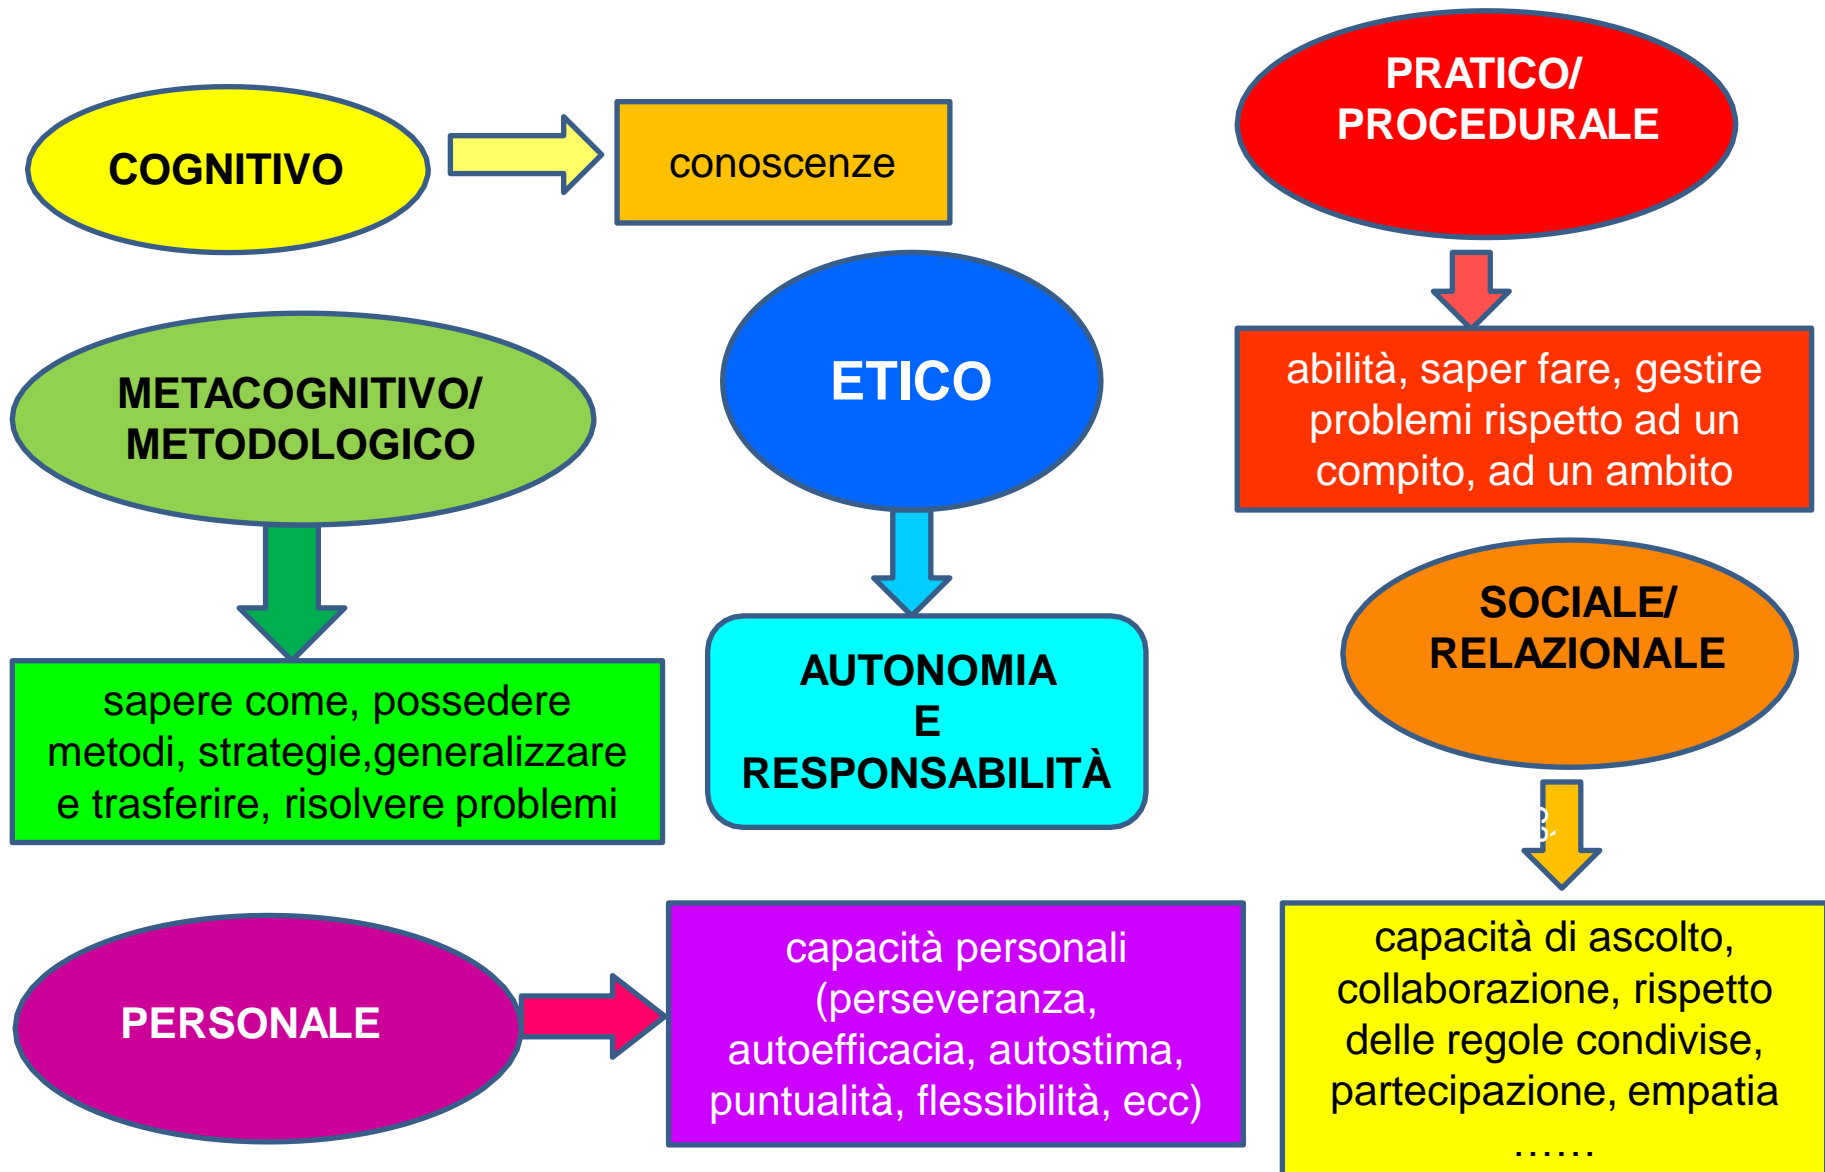 COGNITIVO
conoscenze
PRATICO/
PROCEDURALE
abilità, saper fare, gestire
problemi rispetto ad un
compito, ad un ambito
METACOGNITIVO/
METODOLOGICO
sapere come, possedere
metodi, strategie,generalizzare
e trasferire, risolvere problemi
ETICO
AUTONOMIA
E
RESPONSABILITÀ
SOCIALE/
RELAZIONALE
capacità di ascolto,
collaborazione, rispetto
delle regole condivise,
partecipazione, empatia
……
PERSONALE
capacità personali
(perseveranza,
autoefficacia, autostima,
puntualità, flessibilità, ecc)